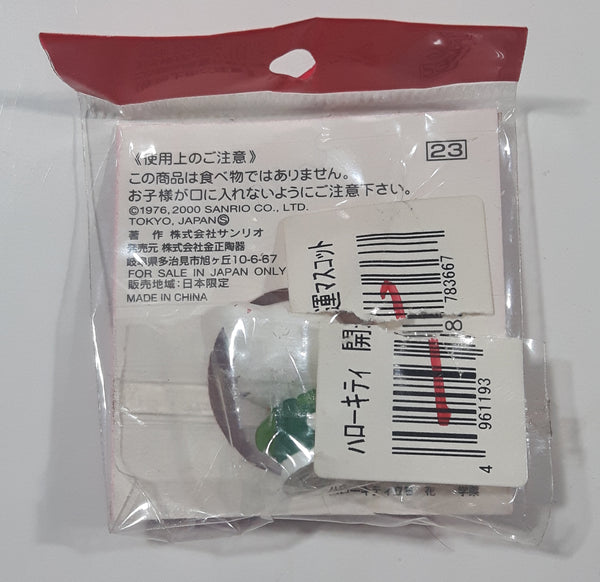 《使用上のご注意》
この商品は食べ物ではありません。
お子様が口に入れないようにご注意下さい。
©1976, 2000 SANRIO CO., LTD.
TOKYO, JAPANⓈ
著 作 株式会社サンリオ
発売元 株式会社金正陶器
岐阜県多治見市旭ヶ丘10-6-67
FOR SALE IN JAPAN ONLY
販売地域:日本限定
MADE IN CHINA
23
ハローキティ 開
運マスコット
4 961193
783667